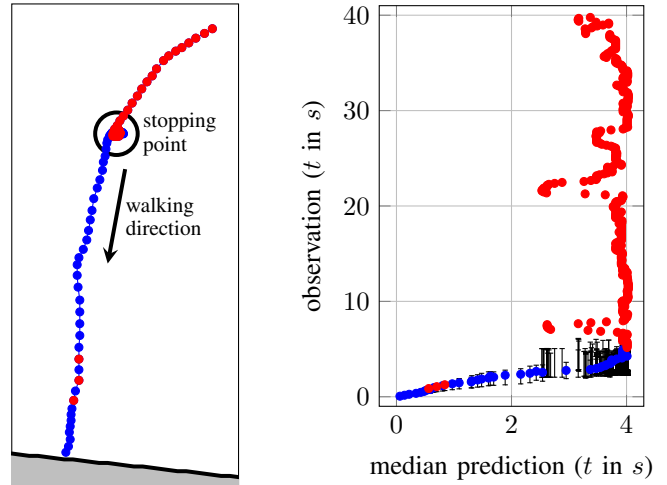 stopping
point
walking
direction
observation (t in s)
40
30
20
10
0
0 2 4
median prediction (t in s)